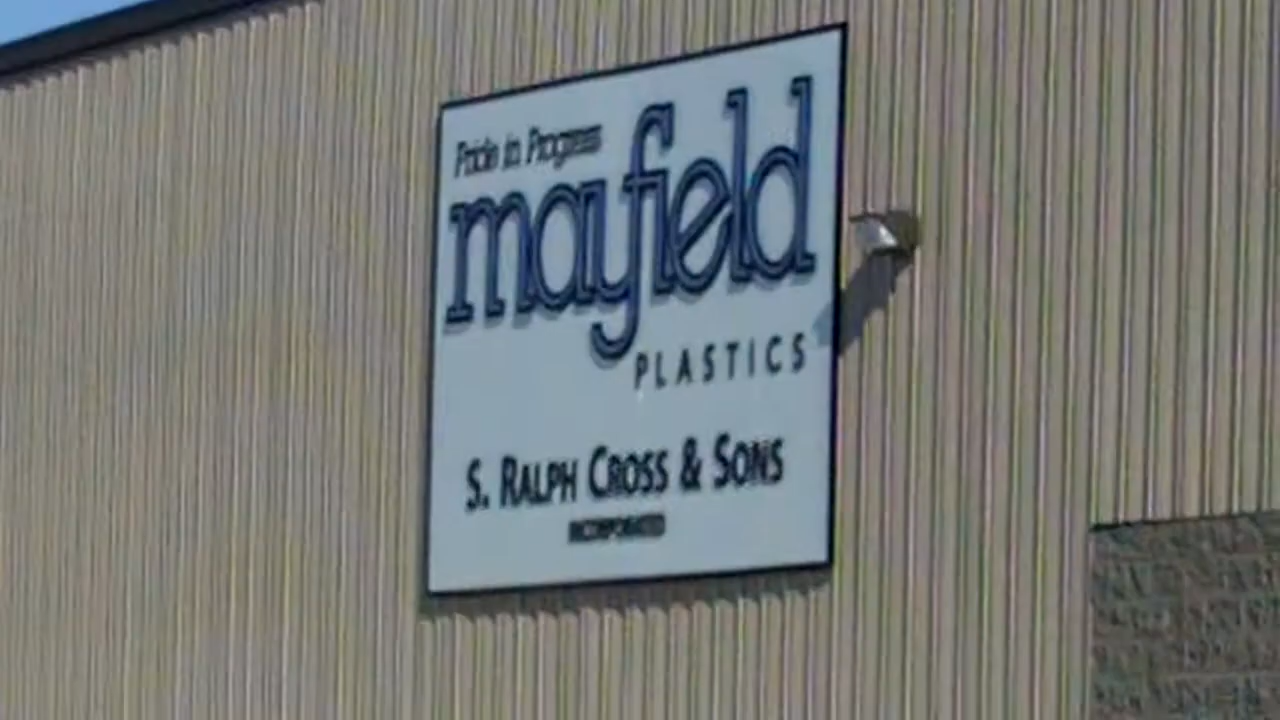 Pride in Progress
mayfield
PLASTICS
S. RALPH CROSS & SONS
INCORPORATED